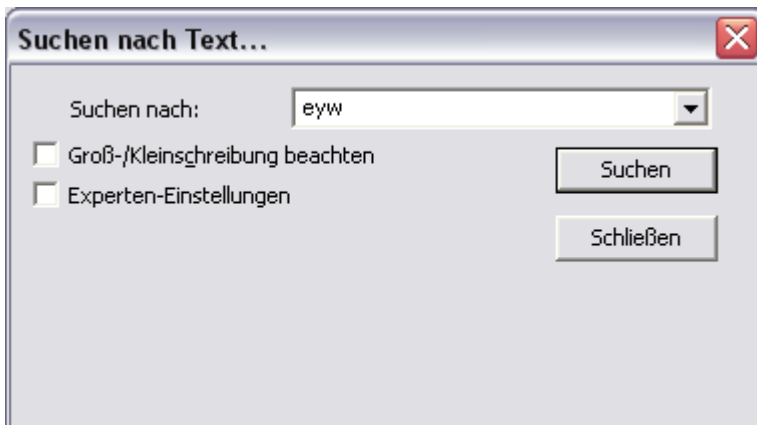 Suchen nach Text...
Suchen nach: eyw
Groß-/Kleinschreibung beachten
Suchen
Experten-Einstellungen
Schließen